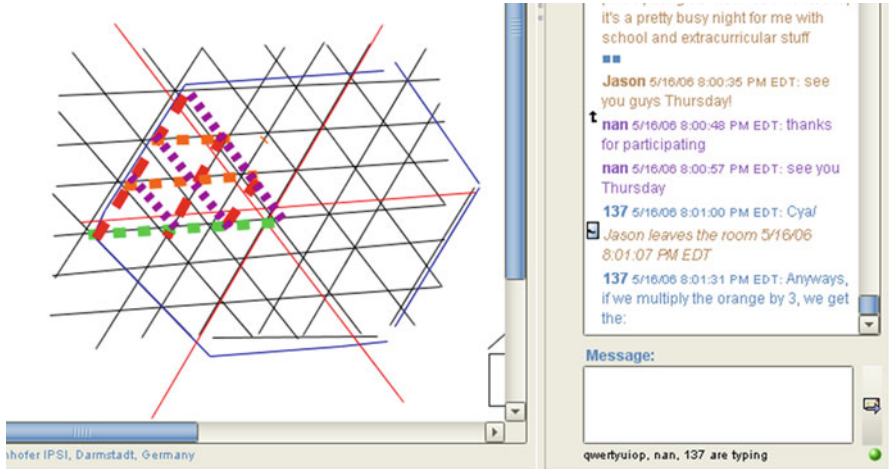 it's a pretty busy night for me with
school and extracurricular stuff
Jason 5/16/06 8:00:35 PM EDT: see
you guys Thursday!
t nan 5/16/06 8:00:48 PM EDT: thanks
for participating
nan 5/16/06 8:00:57 PM EDT: see you
Thursday
137 5/16/06 8:01:00 PM EDT: Cya/
Jason leaves the room 5/16/06
8:01:07 PM EDT
137 5/16/06 8:01:31 PM EDT: Anyways,
if we multiply the orange by 3, we get
the:
Message:
nhofer IPSI, Darmstadt, Germany
qwertyuiop, nan, 137 are typing